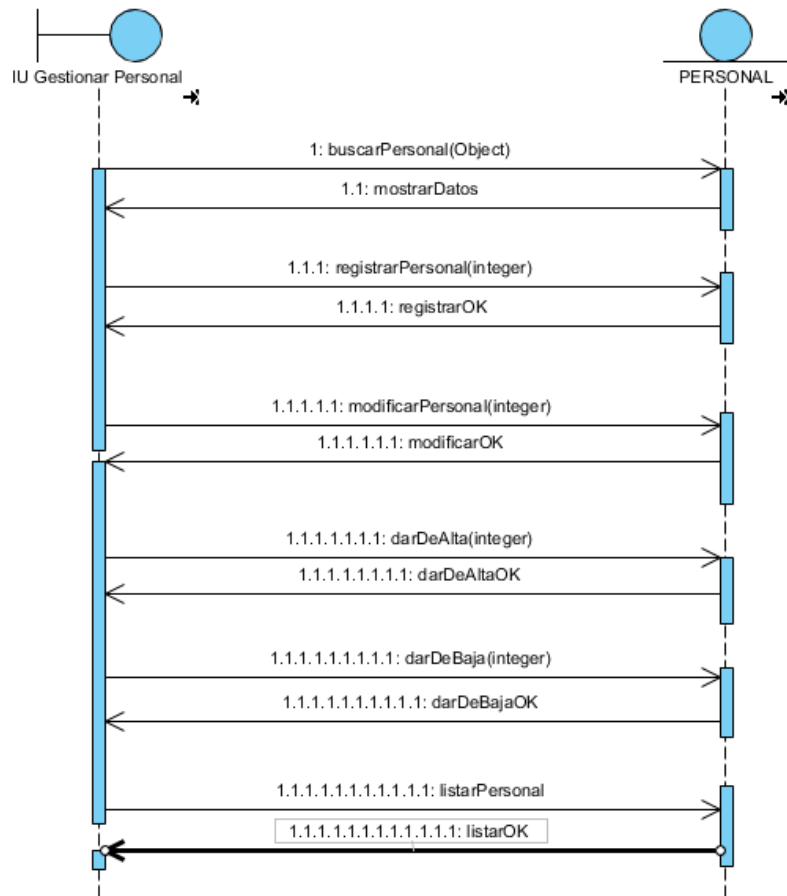 IU Gestionar Personal
PERSONAL
1: buscarPersonal(Object)
1.1: mostrarDatos
1.1.1: registrarPersonal(integer)
1.1.1.1: registrarOK
1.1.1.1.1: modificarPersonal(integer)
1.1.1.1.1.1: modificarOK
1.1.1.1.1.1.1: darDeAlta(integer)
1.1.1.1.1.1.1.1: darDeAltaOK
1.1.1.1.1.1.1.1.1: darDeBaja(integer)
1.1.1.1.1.1.1.1.1.1: darDeBajaOK
1.1.1.1.1.1.1.1.1.1.1: listarPersonal
1.1.1.1.1.1.1.1.1.1.1.1: listarOK